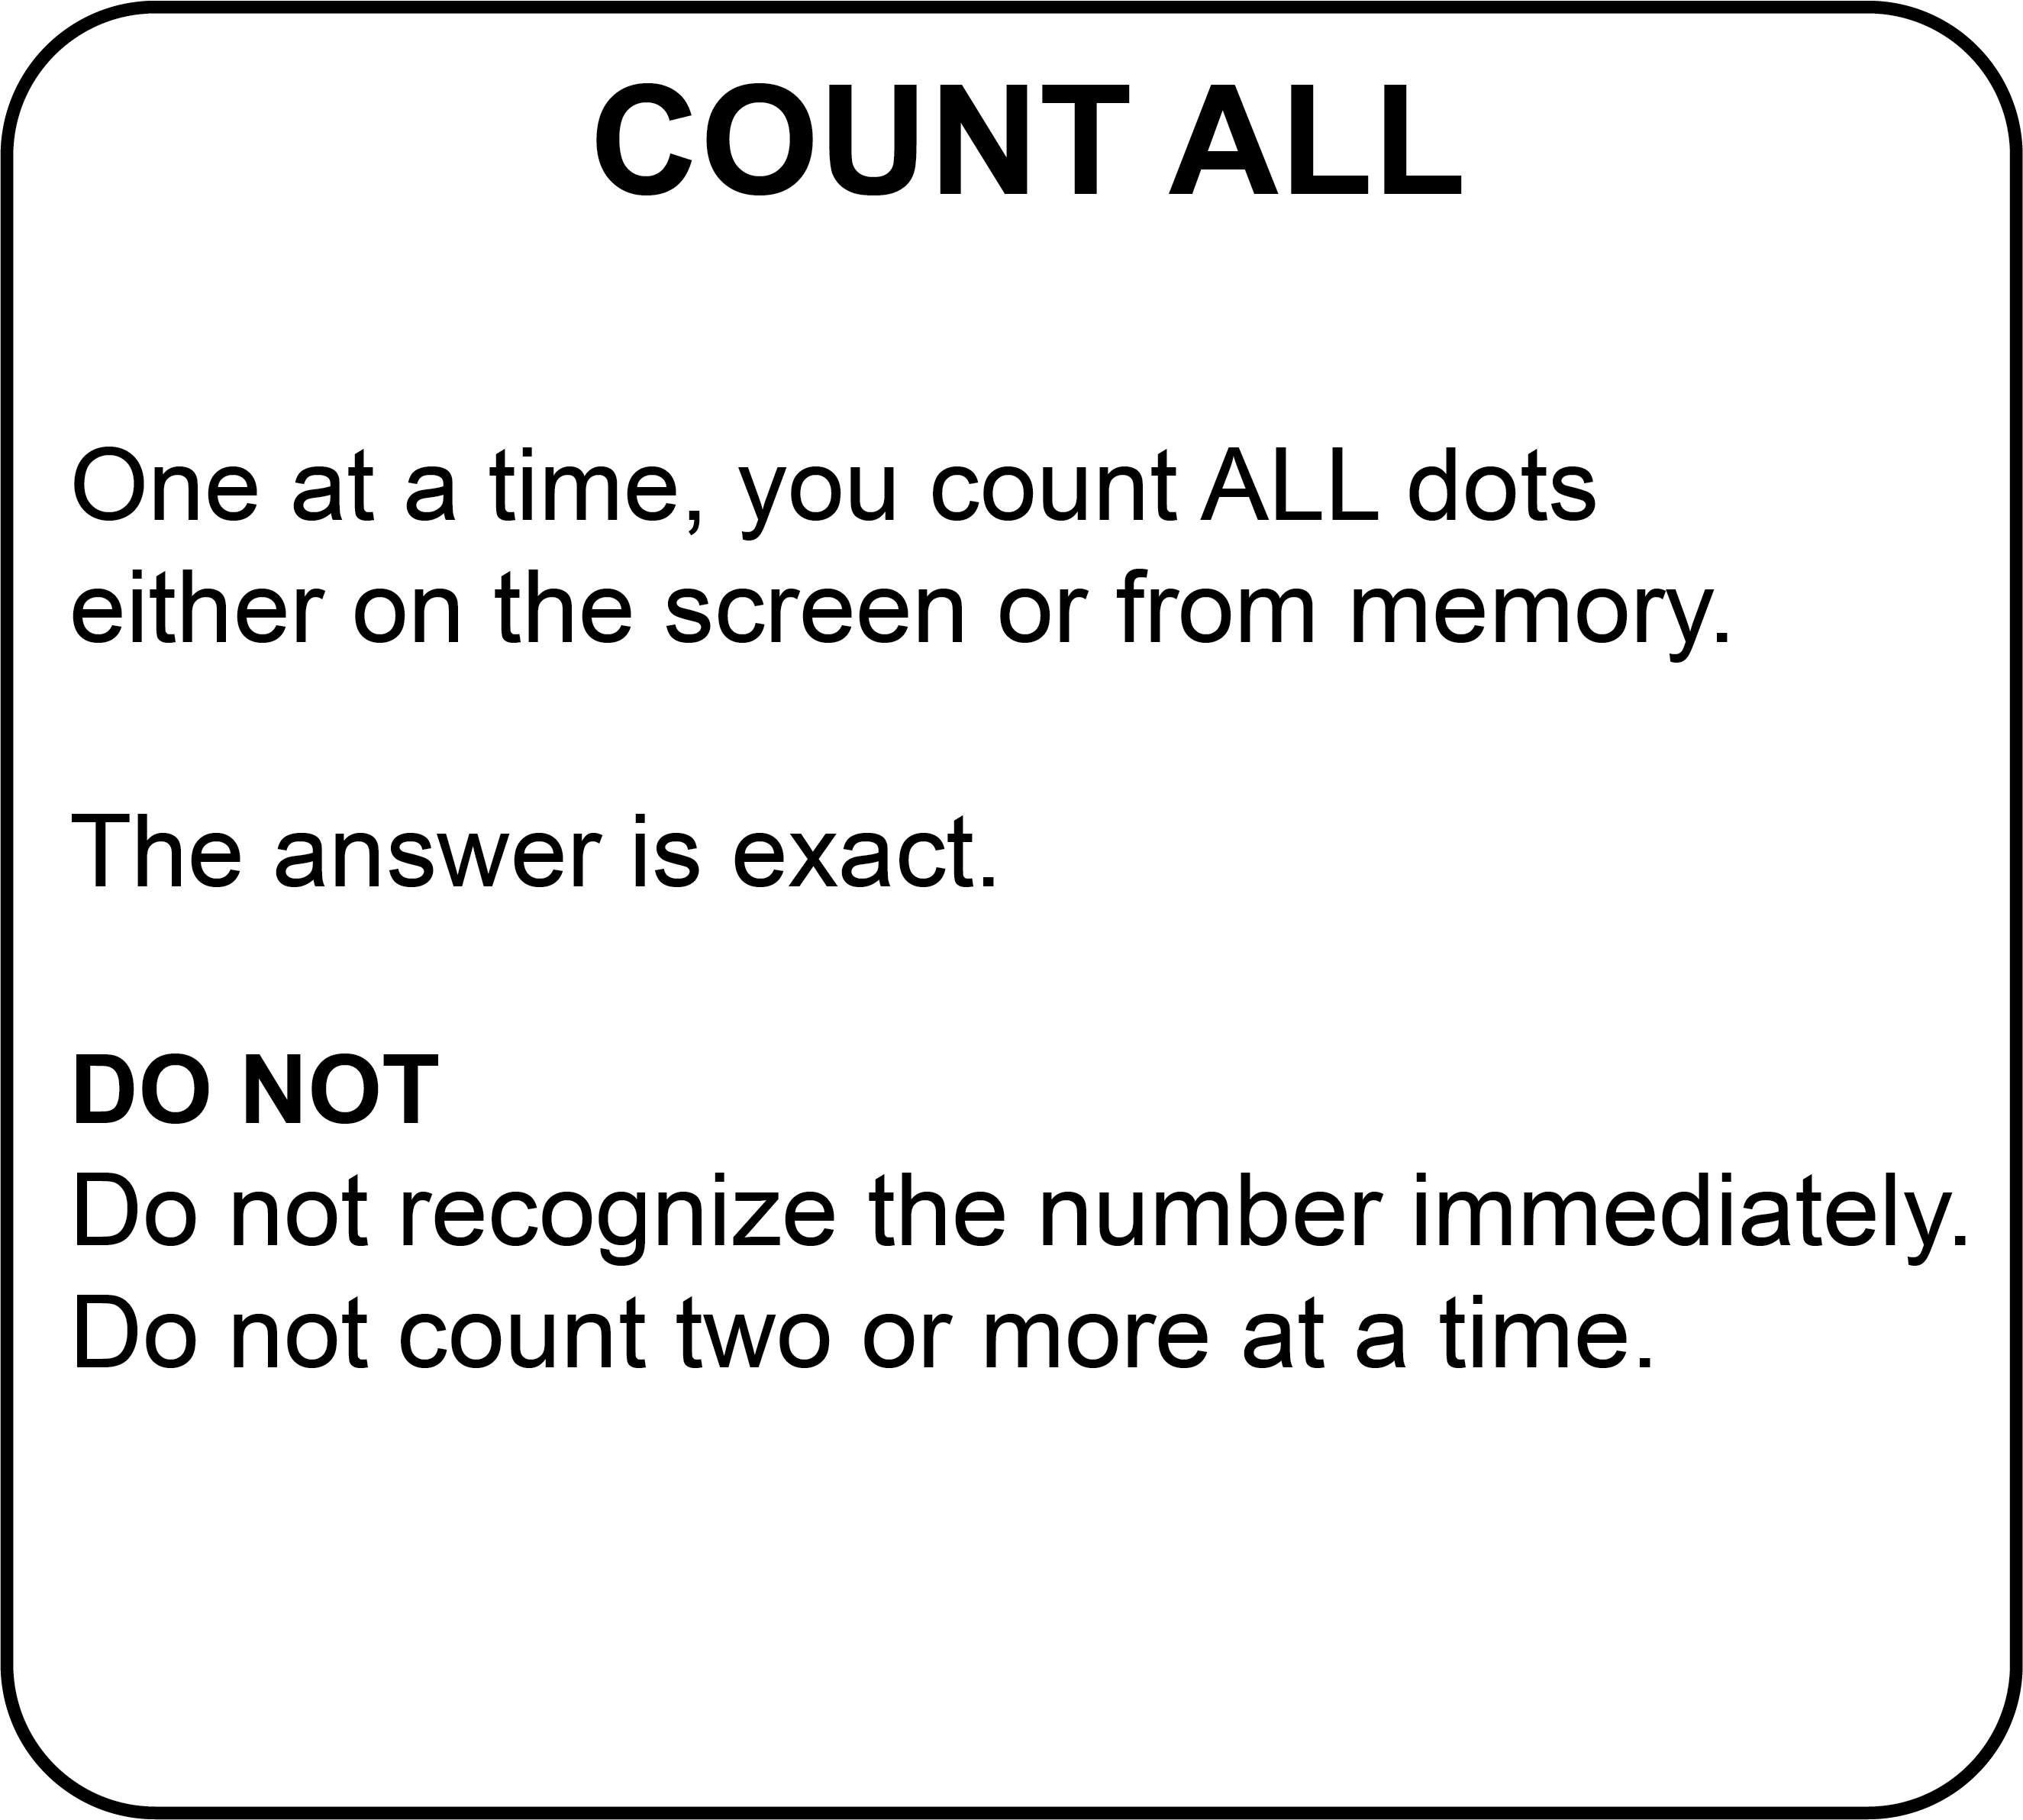 COUNT ALL
One at a time, you count ALL dots
either on the screen or from memory.
The answer is exact.
DO NOT
Do not recognize the number immediately.
Do not count two or more at a time.